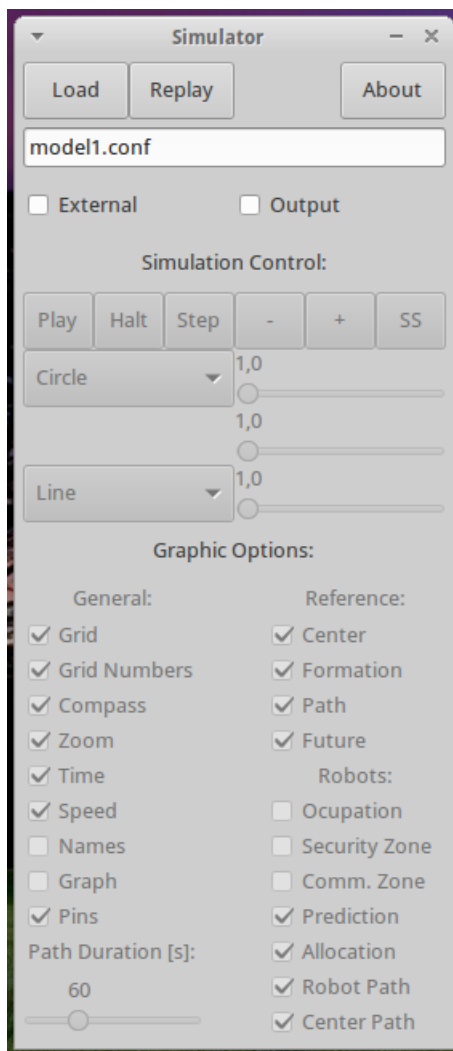 Simulator
Load Replay About
model1.conf
External Output
Simulation Control:
Play Halt Step - + SS
Circle 1,0
1,0
Line 1,0
Graphic Options:
General: Reference:
Grid Center
Grid Numbers Formation
Compass Path
Zoom Future
Time Robots:
Speed Ocupation
Names Security Zone
Graph Comm. Zone
Pins Prediction
Path Duration [s]: Allocation
60 Robot Path
Center Path